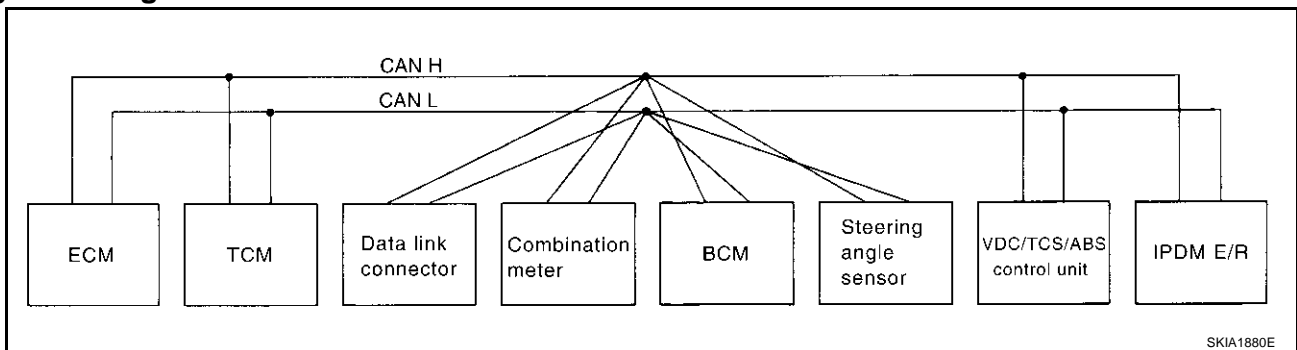 CAN H
CAN L
ECM
TCM
Data link
connector
Combination
meter
BCM
Steering
angle
sensor
VDC/TCS/ABS
control unit
IPDM E/R
SKIA1880E